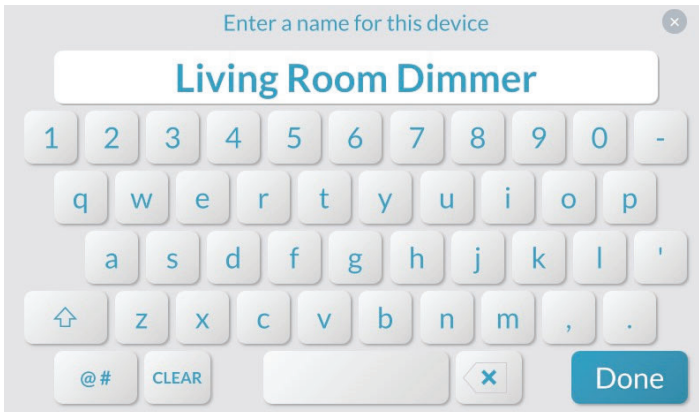 Enter a name for this device
Living Room Dimmer
1 2 3 4 5 6 7 8 9 0 -
q w e r t y u i o p
a s d f g h j k l '
z x c v b n m , .
@ # CLEAR Done